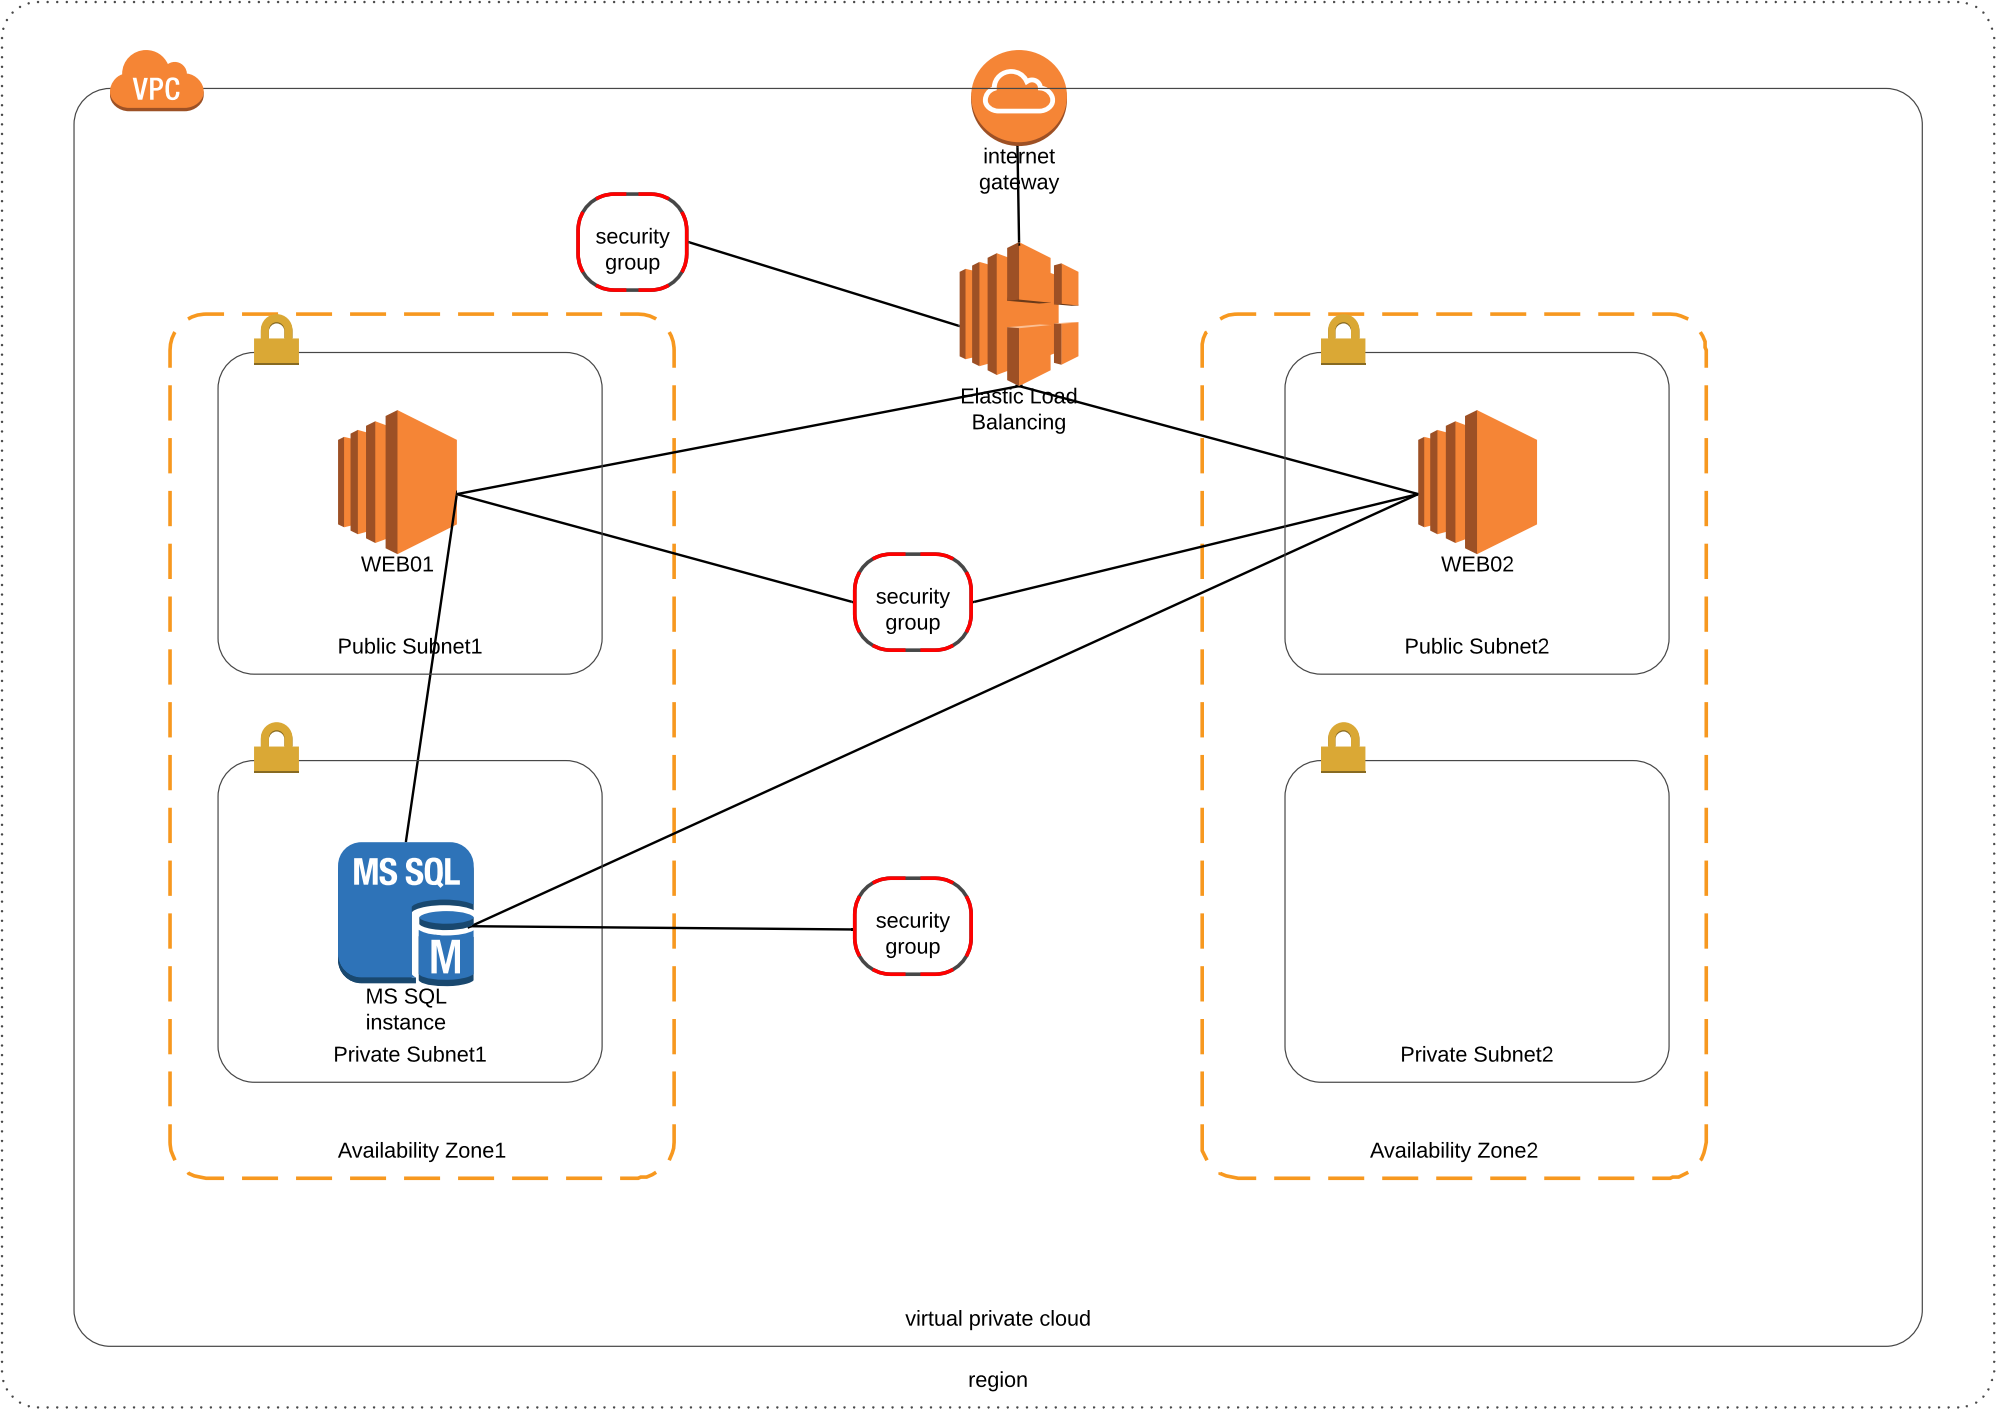 VPC
internet
gateway
security
group
Elastic Load
Balancing
WEB01
WEB02
security
group
Public Subnet1
Public Subnet2
MS SQL
M
security
group
MS SQL
instance
Private Subnet1
Private Subnet2
Availability Zone1
Availability Zone2
virtual private cloud
region